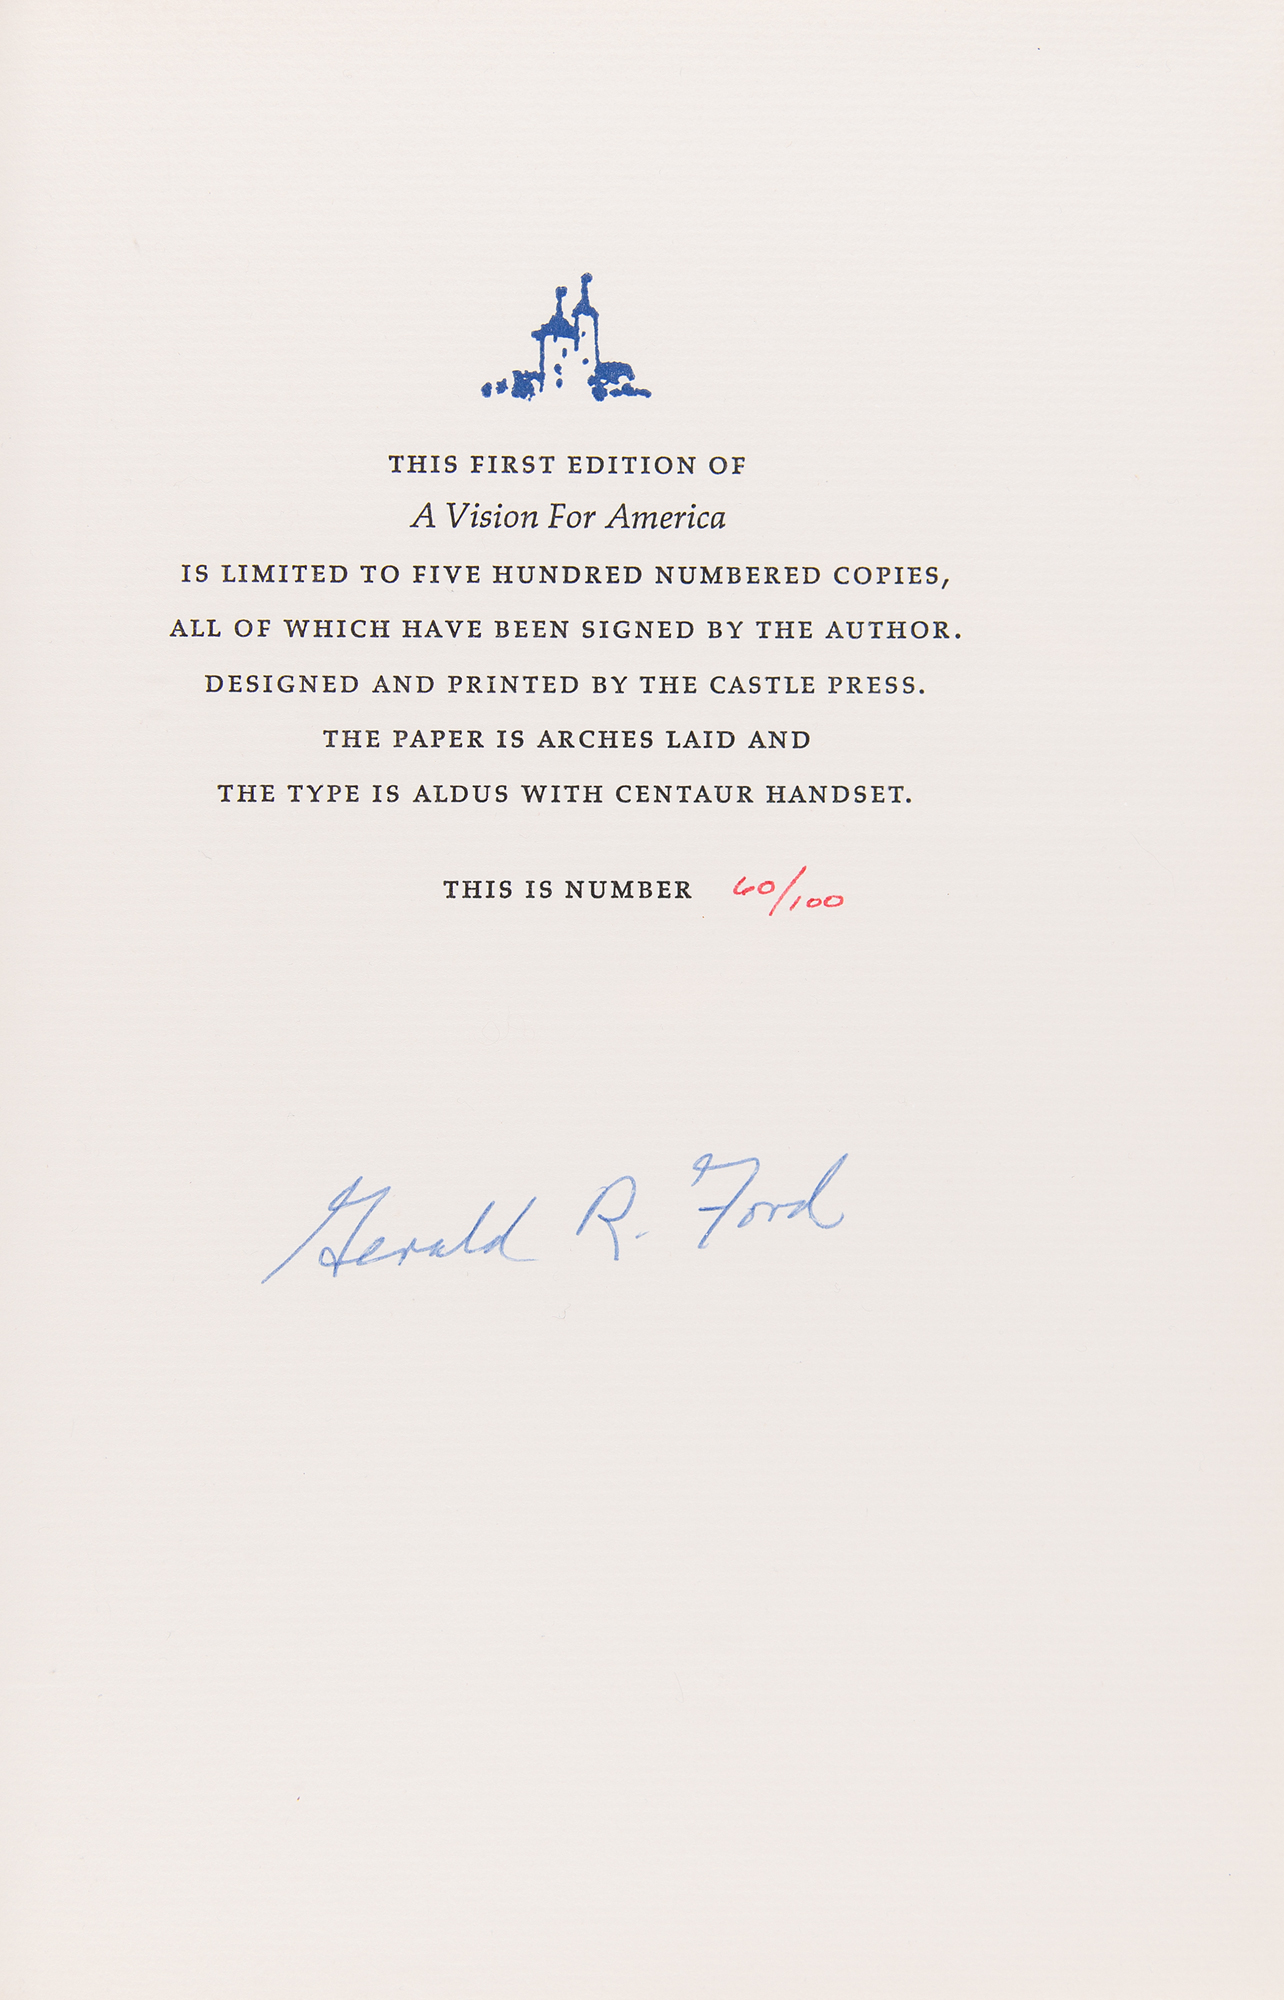 THIS FIRST EDITION OF
A Vision For America
IS LIMITED TO FIVE HUNDRED NUMBERED COPIES,
ALL OF WHICH HAVE BEEN SIGNED BY THE AUTHOR.
DESIGNED AND PRINTED BY THE CASTLE PRESS.
THE PAPER IS ARCHES LAID AND
THE TYPE IS ALDUS WITH CENTAUR HANDSET.
THIS IS NUMBER 60/100
Gerald R. Ford